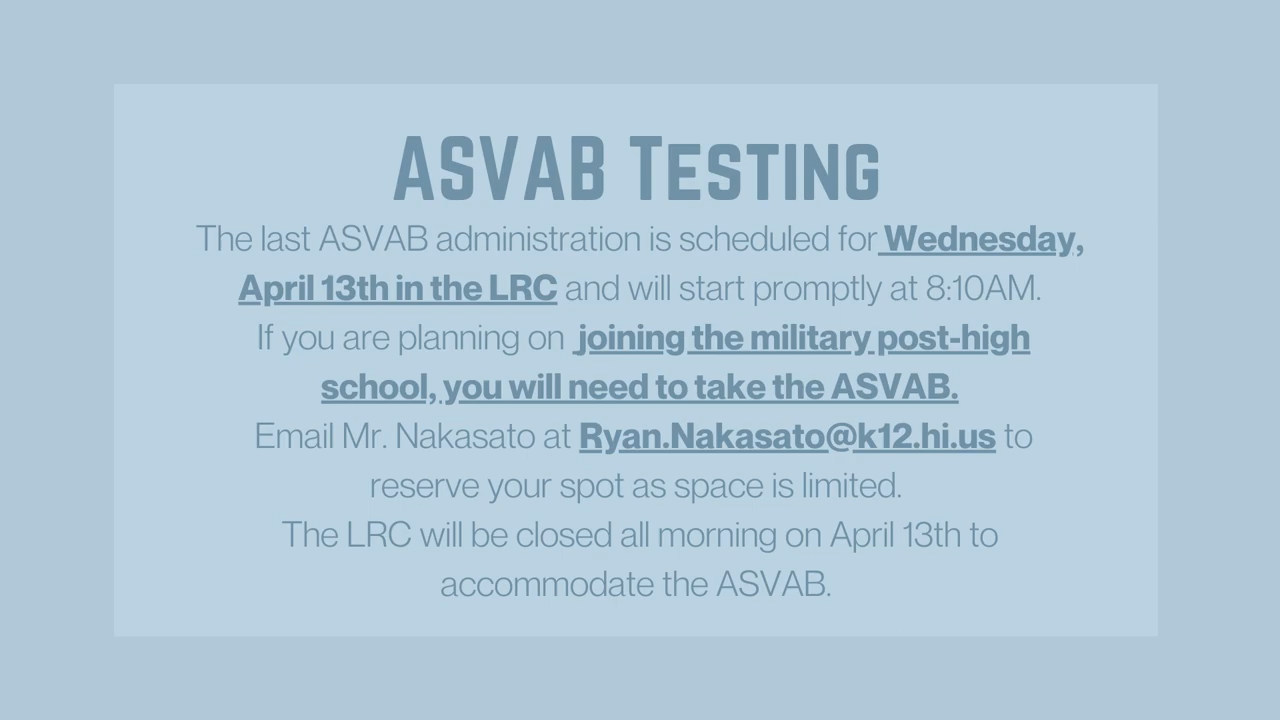 ASVAB Testing
The last ASVAB administration is scheduled for Wednesday,
April 13th in the LRC and will start promptly at 8:10AM.
If you are planning on joining the military post-high
school, you will need to take the ASVAB.
Email Mr. Nakasato at Ryan.Nakasato@k12.hi.us to
reserve your spot as space is limited.
The LRC will be closed all morning on April 13th to
accommodate the ASVAB.